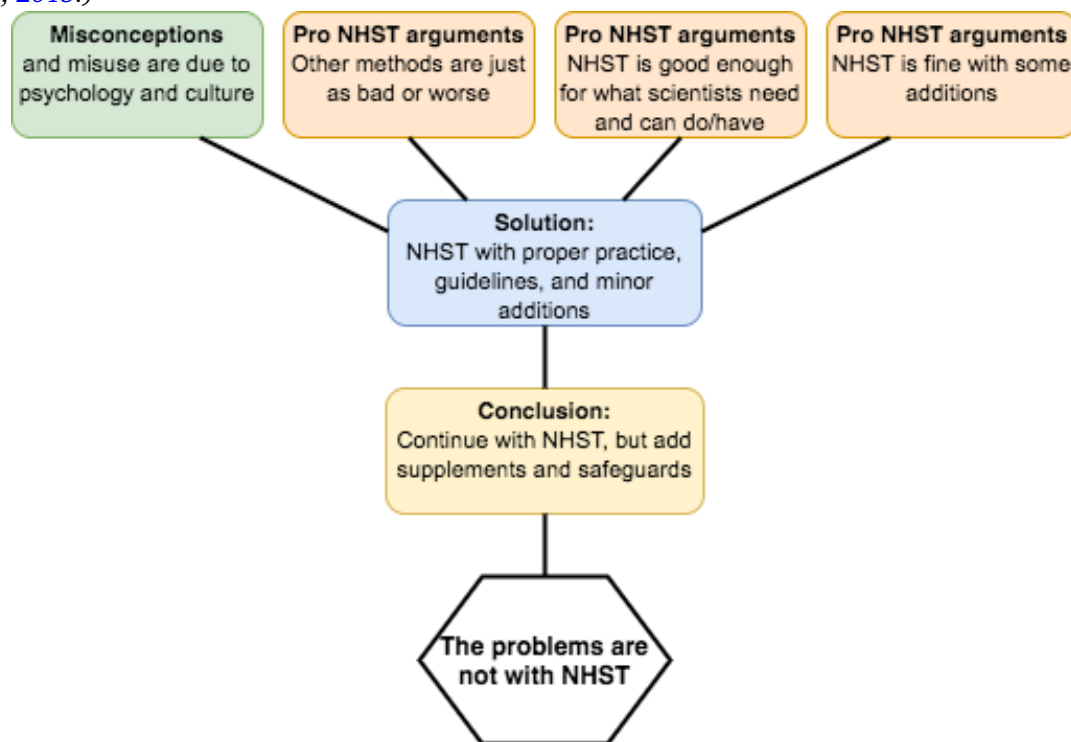 , 2018.)
Misconceptions
and misuse are due to
psychology and culture
Pro NHST arguments
Other methods are just
as bad or worse
Pro NHST arguments
NHST is good enough
for what scientists need
and can do/have
Pro NHST arguments
NHST is fine with some
additions
Solution:
NHST with proper practice,
guidelines, and minor
additions
Conclusion:
Continue with NHST, but add
supplements and safeguards
The problems are
not with NHST